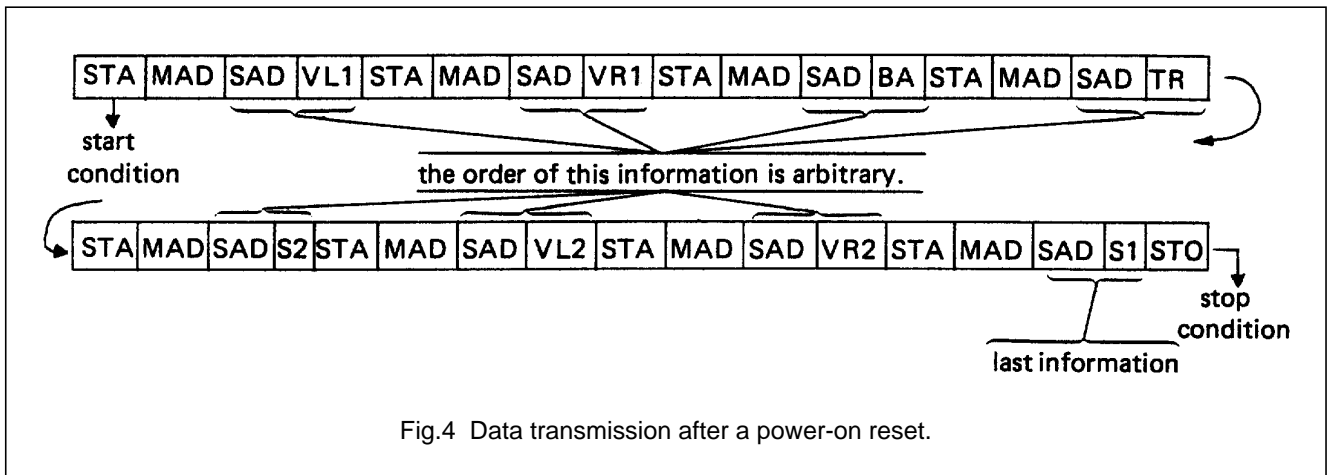 STA MAD SAD VL1 STA MAD SAD VR1 STA MAD SAD BA STA MAD SAD TR
start
condition
the order of this information is arbitrary.
STA MAD SAD S2 STA MAD SAD VL2 STA MAD SAD VR2 STA MAD SAD S1 STO
stop
condition
last information
Fig.4 Data transmission after a power-on reset.